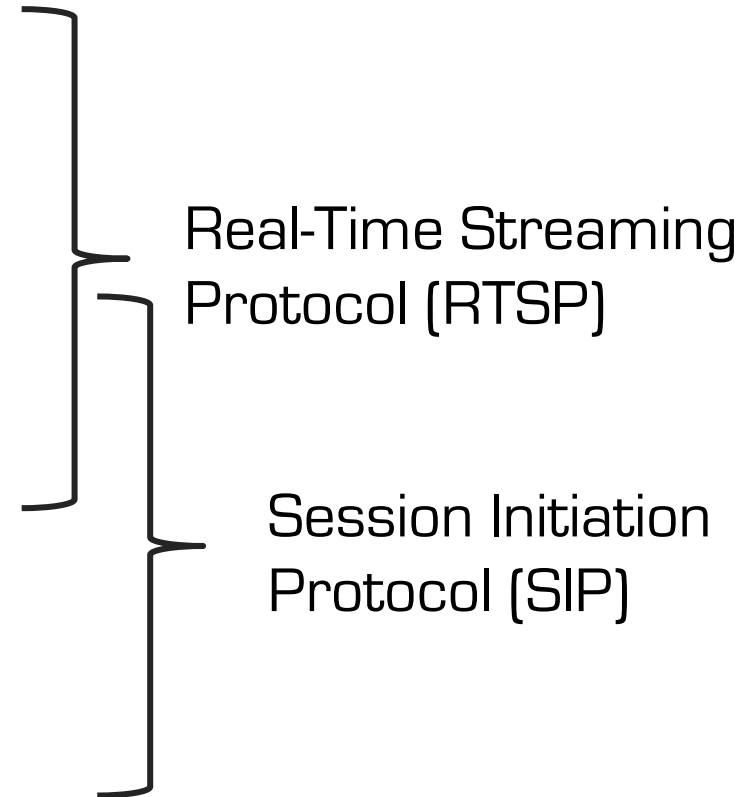 Real-Time Streaming
Protocol (RTSP)
Session Initiation
Protocol (SIP)